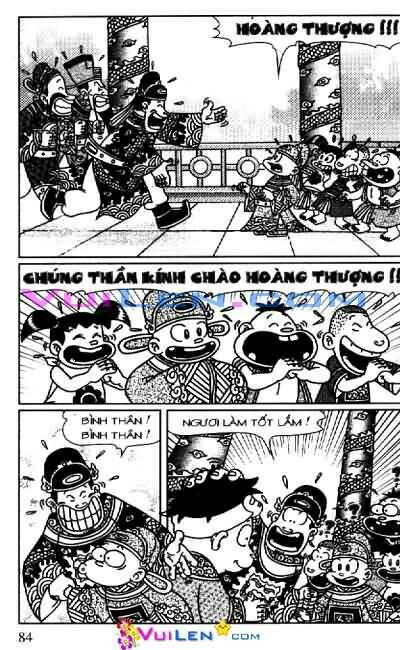 HOÀNG THƯỢNG !!!
CHÚNG THẦN KÍNH CHÀO HOÀNG THƯỢNG !!
VUILEN.COM
BÌNH THÂN !
BÌNH THÂN !
NGƯƠI LÀM TỐT LẮM !
?
?
?
84
VUILEN
.COM